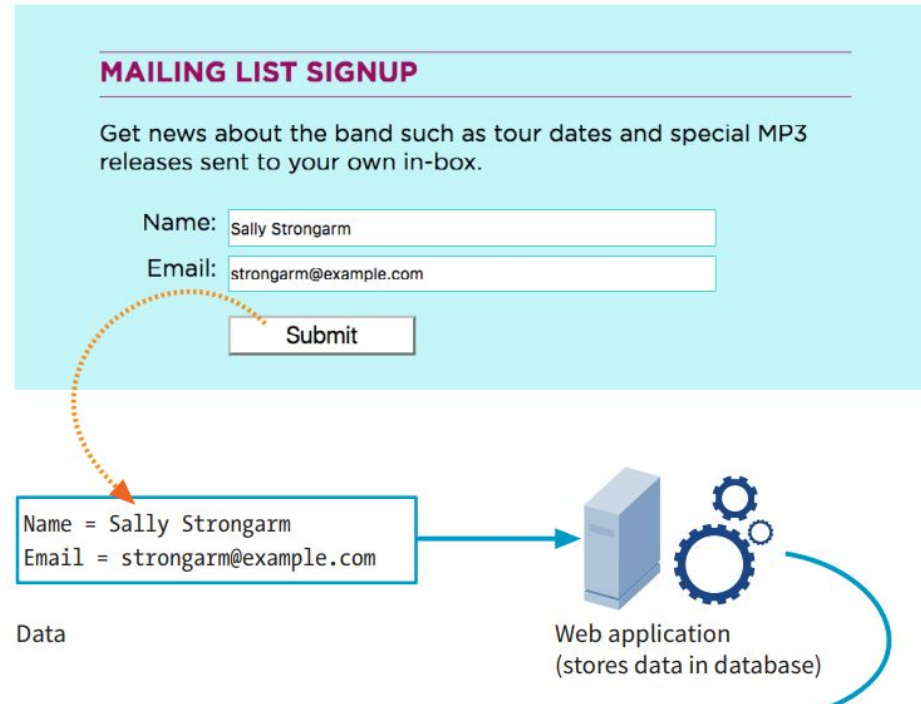 MAILING LIST SIGNUP
Get news about the band such as tour dates and special MP3
releases sent to your own in-box.
Name: Sally Strongarm
Email: strongarm@example.com
Submit
Name = Sally Strongarm
Email = strongarm@example.com
Data
Web application
(stores data in database)